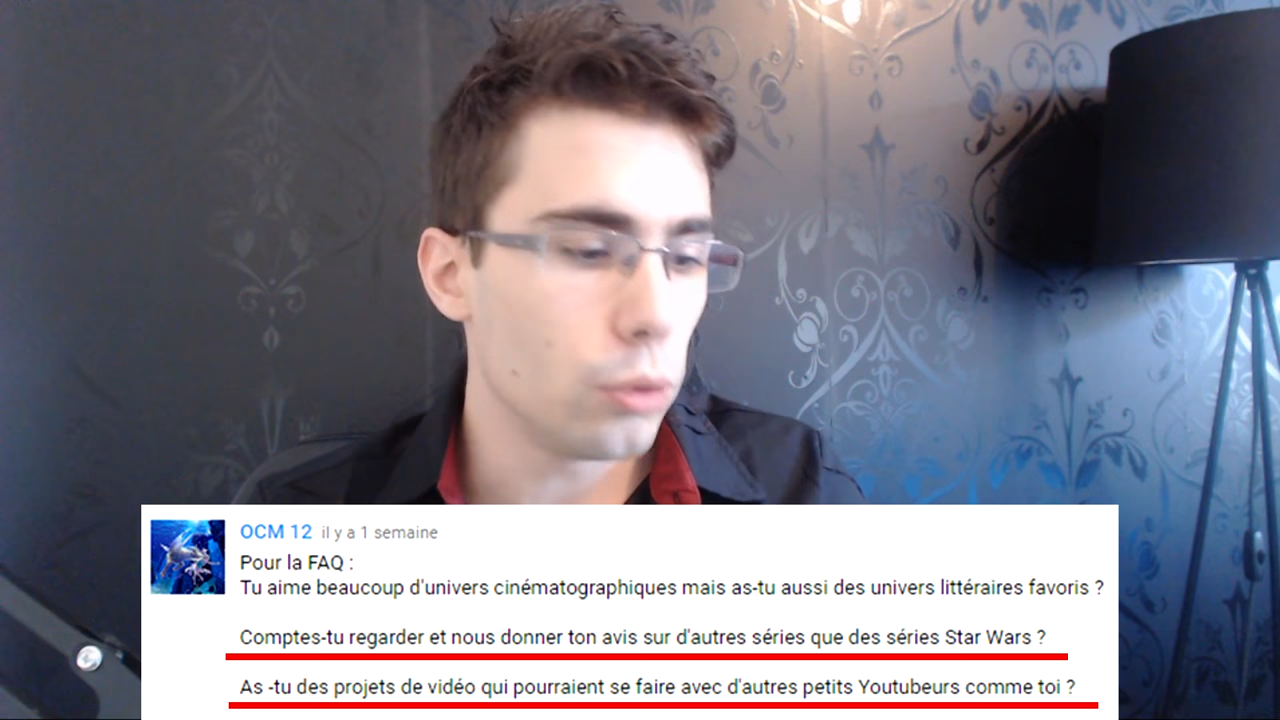 OCM 12 il y a 1 semaine
Pour la FAQ :
Tu aime beaucoup d'univers cinématographiques mais as-tu aussi des univers littéraires favoris ?
Comptes-tu regarder et nous donner ton avis sur d'autres séries que des séries Star Wars ?
As -tu des projets de vidéo qui pourraient se faire avec d'autres petits Youtubeurs comme toi ?